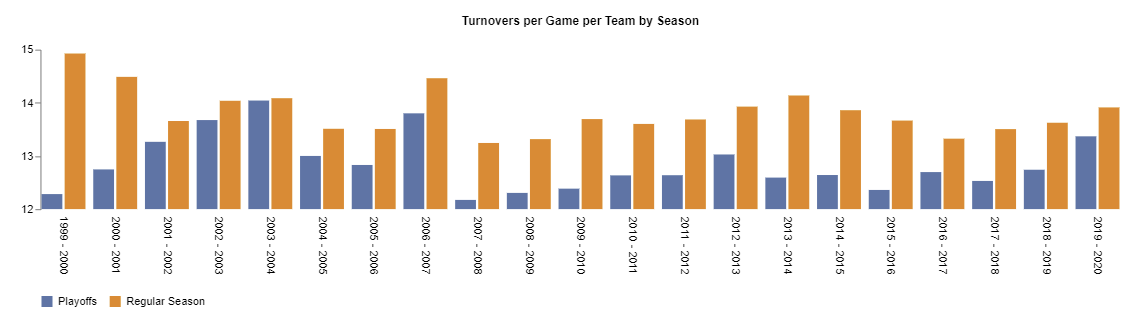 Turnovers per Game per Team by Season
15
14
13
12
1999 - 2000
2000 - 2001
2001 - 2002
2002 - 2003
2003 - 2004
2004 - 2005
2005 - 2006
2006 - 2007
2007 - 2008
2008 - 2009
2009 - 2010
2010 - 2011
2011 - 2012
2012 - 2013
2013 - 2014
2014 - 2015
2015 - 2016
2016 - 2017
2017 - 2018
2018 - 2019
2019 - 2020
Playoffs Regular Season